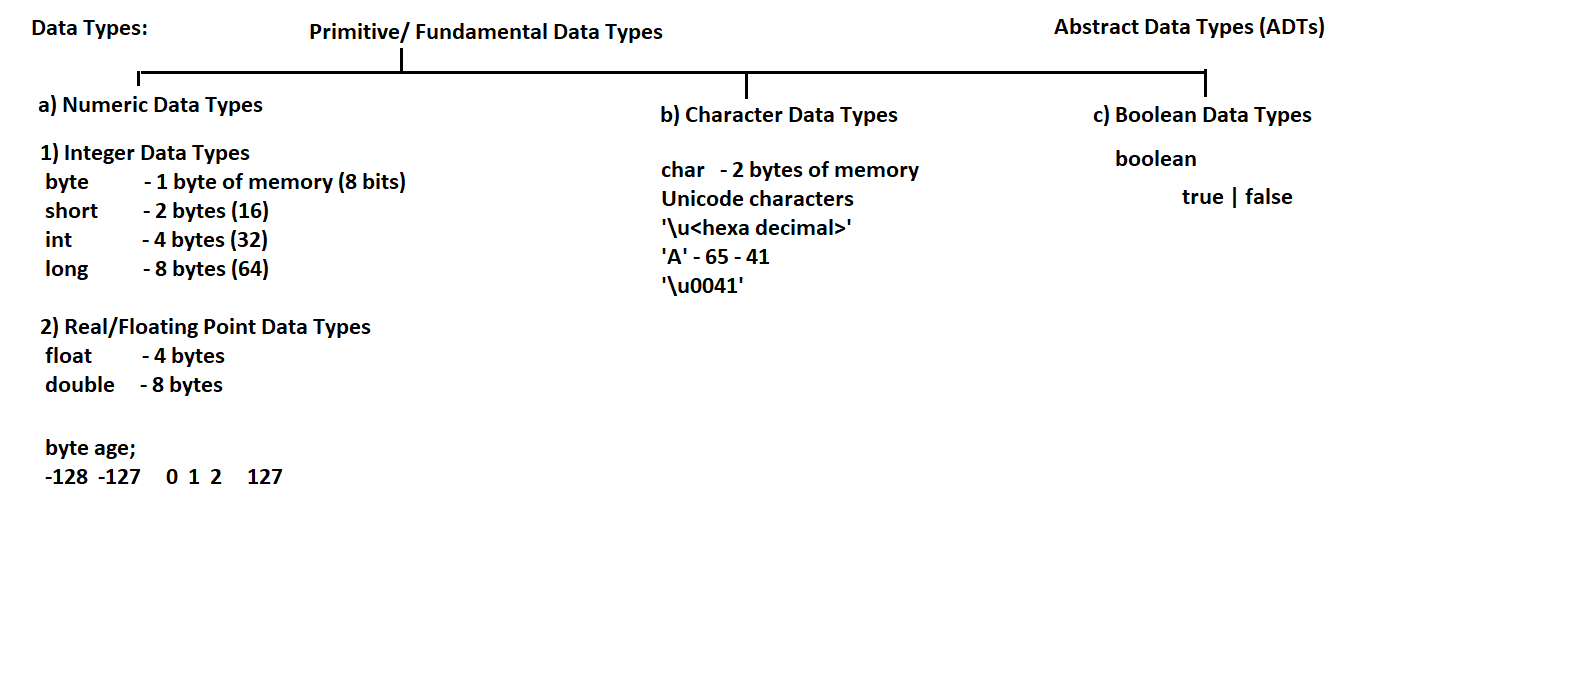 Data Types:
Primitive/ Fundamental Data Types
Abstract Data Types (ADTs)
a) Numeric Data Types
1) Integer Data Types
byte - 1 byte of memory (8 bits)
short - 2 bytes (16)
int - 4 bytes (32)
long - 8 bytes (64)
2) Real/Floating Point Data Types
float - 4 bytes
double - 8 bytes
byte age;
-128 -127 0 1 2 127
b) Character Data Types
char - 2 bytes of memory
Unicode characters
'\u<hexa decimal>'
'A' - 65 - 41
'\u0041'
c) Boolean Data Types
boolean
true | false